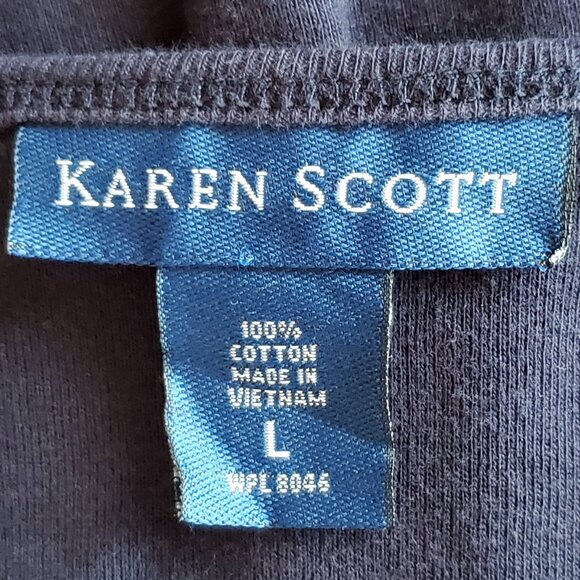 KAREN SCOTT
100%
COTTON
MADE IN
VIETNAM
L
WPL 8046